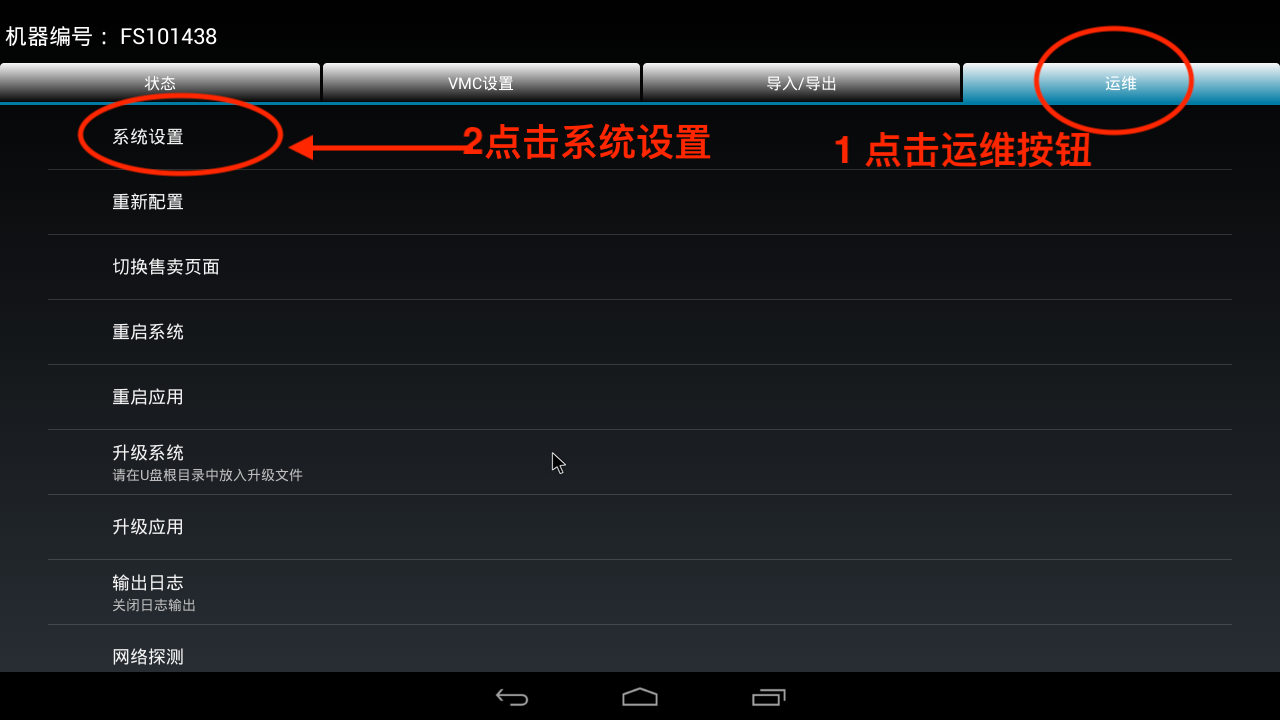 机器编号： FS101438
状态 VMC设置 导入/导出 运维
系统设置
2点击系统设置
1 点击运维按钮
重新配置
切换售卖页面
重启系统
重启应用
升级系统
请在U盘根目录中放入升级文件
升级应用
输出日志
关闭日志输出
网络探测